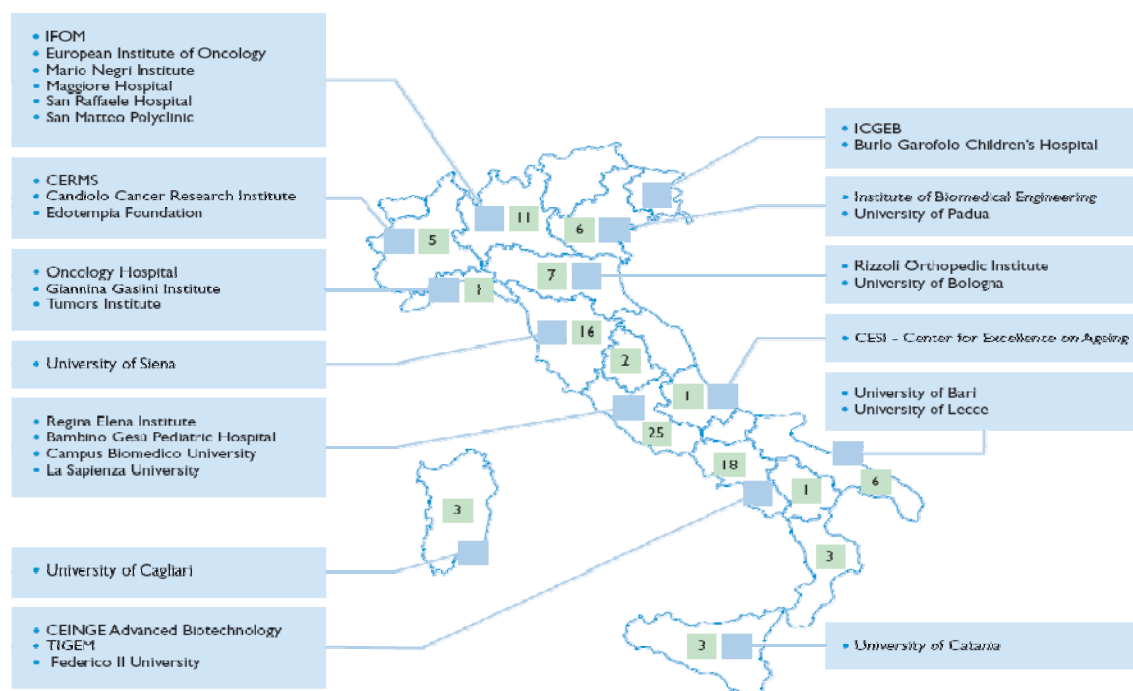 IFOM
European Institute of Oncology
Mario Negri Institute
Maggiore Hospital
San Raffaele Hospital
San Matteo Polyclinic
CERMS
Candiolo Cancer Research Institute
Edotempia Foundation
Oncology Hospital
Giannina Gaslini Institute
Tumors Institute
University of Siena
Regina Elena Institute
Bambino Gesù Pediatric Hospital
Campus Biomedico University
La Sapienza University
University of Cagliari
CEINGE Advanced Biotechnology
TIGEM
Federico II University
ICGEB
Burlo Garofolo Children's Hospital
Institute of Biomedical Engineering
University of Padua
Rizzoli Orthopedic Institute
University of Bologna
CESI - Center for Excellence on Ageing
University of Bari
University of Lecce
University of Catania
11
6
5
7
16
2
1
25
18
1
6
3
3
3